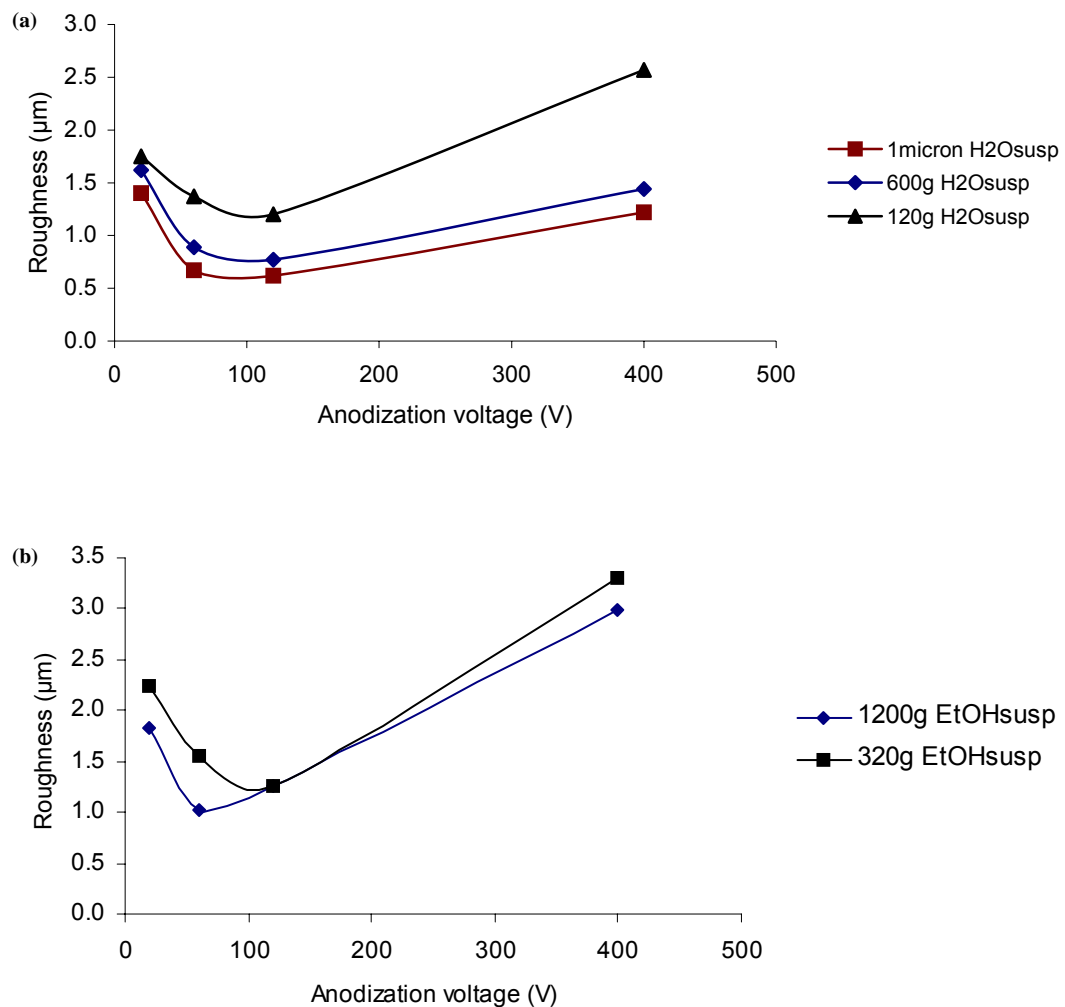 (a)
3.0
2.5
2.0
1.5
1.0
0.5
0.0
Roughness (µm)
0 100 200 300 400 500
Anodization voltage (V)
1micron H2Osusp
600g H2Osusp
120g H2Osusp
(b)
3.5
3.0
2.5
2.0
1.5
1.0
0.5
0.0
Roughness (µm)
0 100 200 300 400 500
Anodization voltage (V)
1200g EtOHsusp
320g EtOHsusp